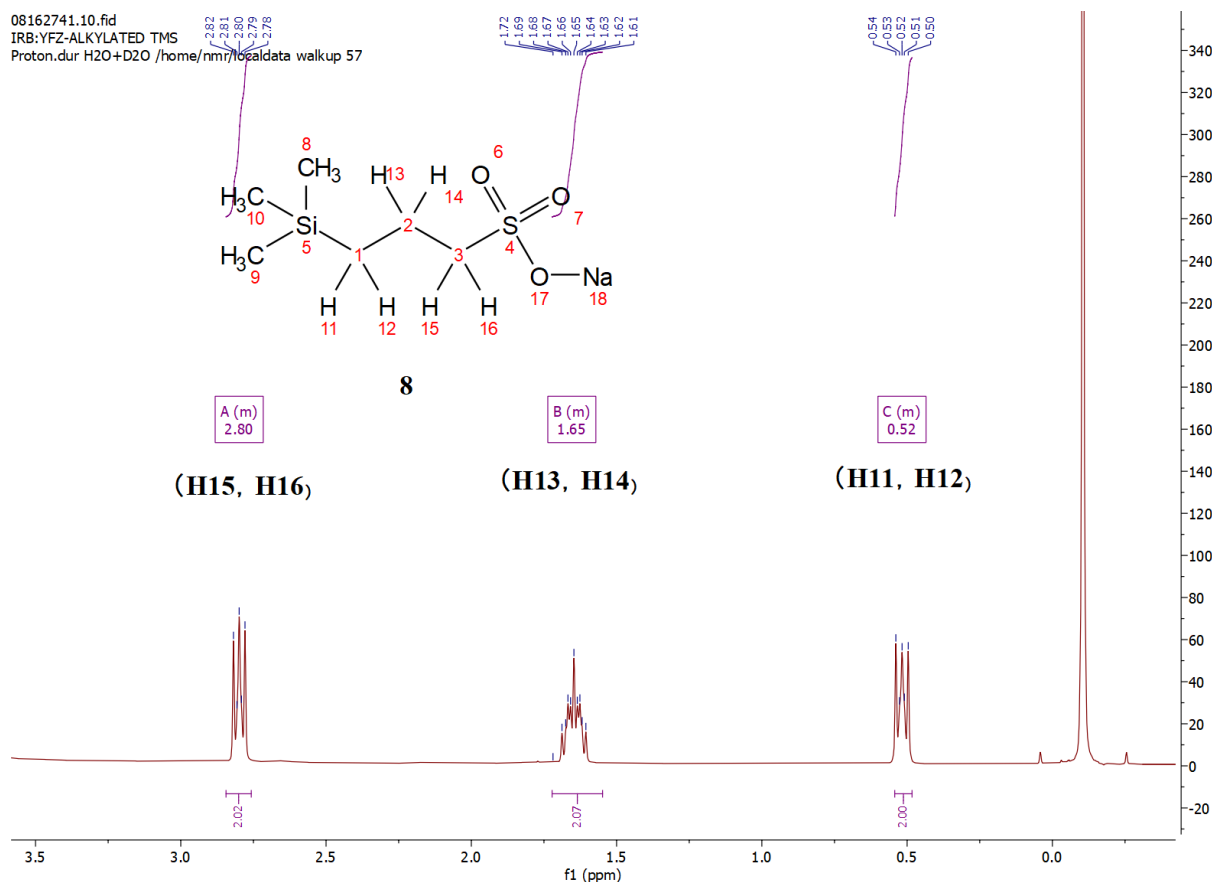 08162741.10.fid
IRB:YFZ-ALKYLATED TMS
Proton.dur H2O+D2O /home/nmr/localdata walkup 57
2.82
2.81
2.80
2.79
2.78
1.72
1.69
1.68
1.67
1.66
1.65
1.64
1.63
1.62
1.61
0.54
0.53
0.52
0.51
0.50
8
CH3
H 13
H
14
6
O
H3C
10
Si
5
2
S
4
O
7
H3C
9
1
3
O
17
Na
18
H
11
H
12
H
15
H
16
8
A (m)
2.80
B (m)
1.65
C (m)
0.52
(H15, H16)
(H13, H14)
(H11, H12)
2.02
2.07
2.00
3.5
3.0
2.5
2.0
1.5
1.0
0.5
0.0
f1 (ppm)
340
320
300
280
260
240
220
200
180
160
140
120
100
80
60
40
20
0
-20